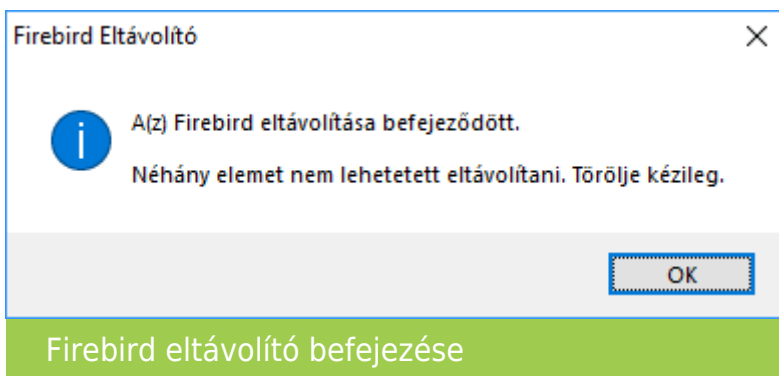 Firebird Eltávolító
A(z) Firebird eltávolítása befejeződött.
Néhány elemet nem lehetetett eltávolítani. Törölje kézileg.
OK
Firebird eltávolító befejezése